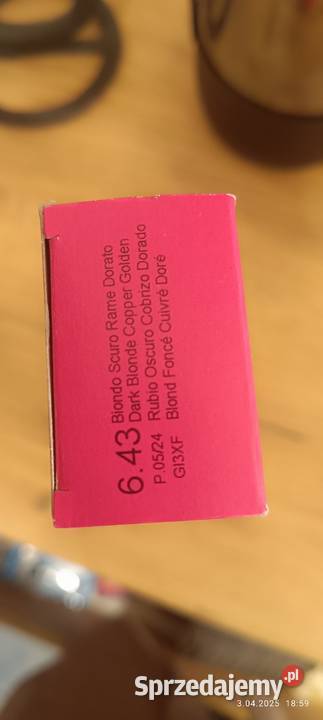 6.43 Biondo Scuro Rame Dorato
Dark Blonde Copper Golden
P.05/24 Rubio Oscuro Cobrizo Dorado
GI3XF Blond Foncé Cuivré Doré
Sprzedajemy.pl
3.04.2025 18:59